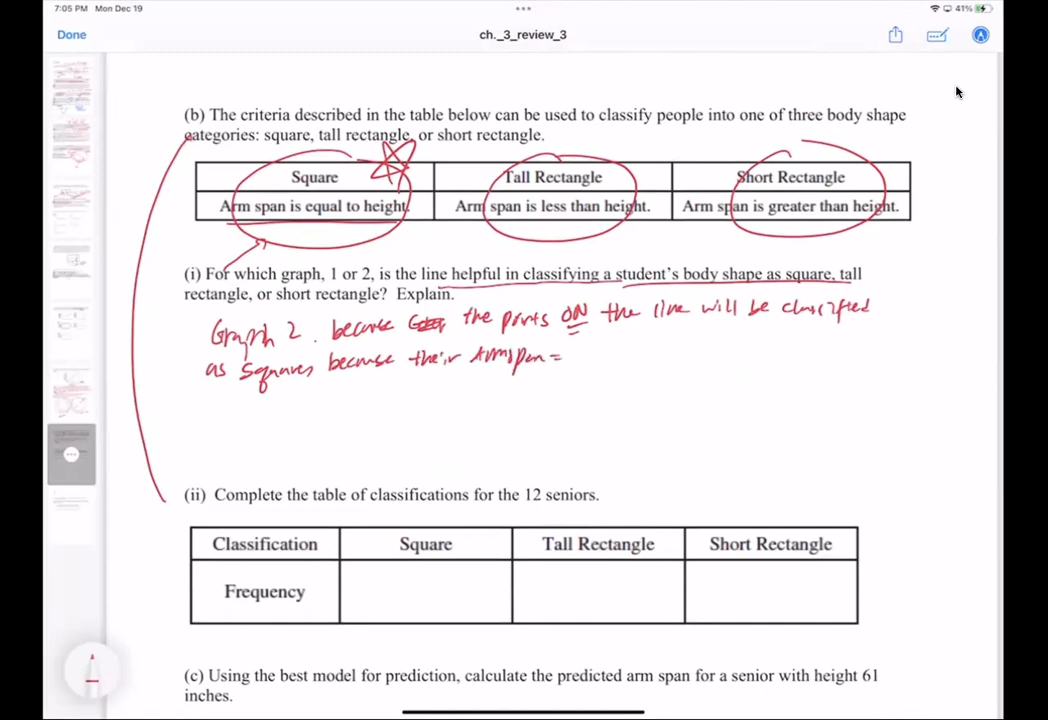 7:05 PM Mon Dec 19
41%
Done
ch._3_review_3
(b) The criteria described in the table below can be used to classify people into one of three body shape
categories: square, tall rectangle, or short rectangle.
Square Tall Rectangle Short Rectangle
Arm span is equal to height. Arm span is less than height. Arm span is greater than height.
(i) For which graph, 1 or 2, is the line helpful in classifying a student's body shape as square, tall
rectangle, or short rectangle? Explain.
Graph 2. because the points ON the line will be classified
as squares because their Armspan =
(ii) Complete the table of classifications for the 12 seniors.
Classification Square Tall Rectangle Short Rectangle
Frequency
(c) Using the best model for prediction, calculate the predicted arm span for a senior with height 61
inches.